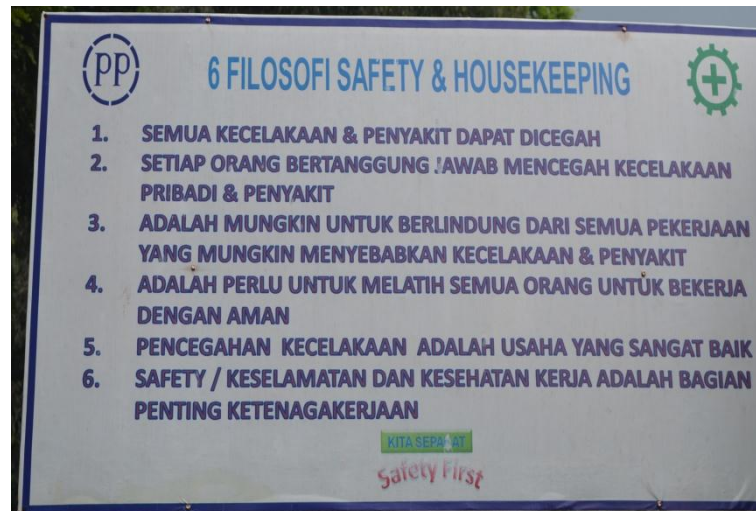 pp
6 FILOSOFI SAFETY & HOUSEKEEPING
1. SEMUA KECELAKAAN & PENYAKIT DAPAT DICEGAH
2. SETIAP ORANG BERTANGGUNG JAWAB MENCEGAH KECELAKAAN
PRIBADI & PENYAKIT
3. ADALAH MUNGKIN UNTUK BERLINDUNG DARI SEMUA PEKERJAAN
YANG MUNGKIN MENYEBABKAN KECELAKAAN & PENYAKIT
4. ADALAH PERLU UNTUK MELATIH SEMUA ORANG UNTUK BEKERJA
DENGAN AMAN
5. PENCEGAHAN KECELAKAAN ADALAH USAHA YANG SANGAT BAIK
6. SAFETY / KESELAMATAN DAN KESEHATAN KERJA ADALAH BAGIAN
PENTING KETENAGAKERJAAN
KITA SEPAKAT
Safety First